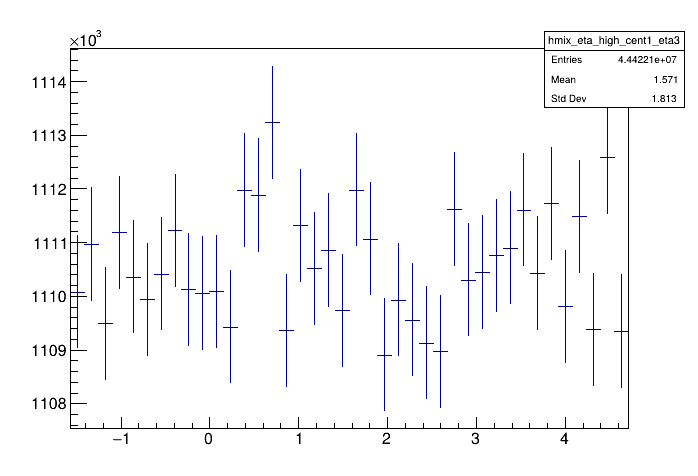 ×10³
hmix_eta_high_cent1_eta3
Entries 4.44221e+07
Mean 1.571
Std Dev 1.813
1114
1113
1112
1111
1110
1109
1108
−1 0 1 2 3 4